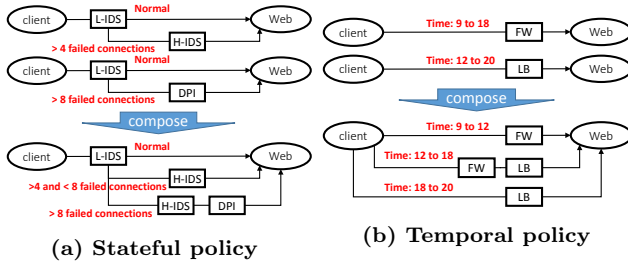 client L-IDS Normal Web
H-IDS
> 4 failed connections
client L-IDS Normal Web
> 8 failed connections DPI
compose
client L-IDS Normal Web
>4 and < 8 failed connections H-IDS
> 8 failed connections H-IDS DPI
(a) Stateful policy
client Time: 9 to 18 FW Web
client Time: 12 to 20 LB Web
compose
client Time: 9 to 12 FW Web
Time: 12 to 18 FW LB
Time: 18 to 20 LB
(b) Temporal policy